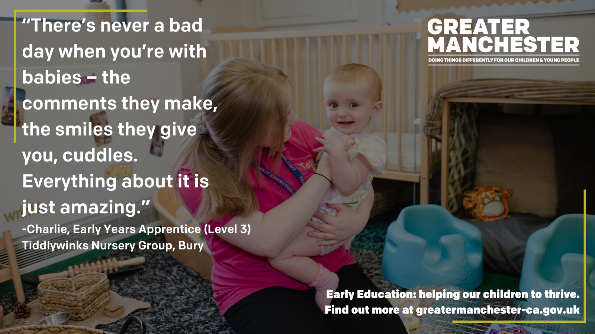 “There’s never a bad
day when you’re with
babies – the
comments they make,
the smiles they give
you, cuddles.
Everything about it is
just amazing.”
-Charlie, Early Years Apprentice (Level 3)
Tiddlywinks Nursery Group, Bury
GREATER
MANCHESTER
DOING THINGS DIFFERENTLY FOR OUR CHILDREN & YOUNG PEOPLE
Early Education: helping our children to thrive.
Find out more at greatermanchester-ca.gov.uk